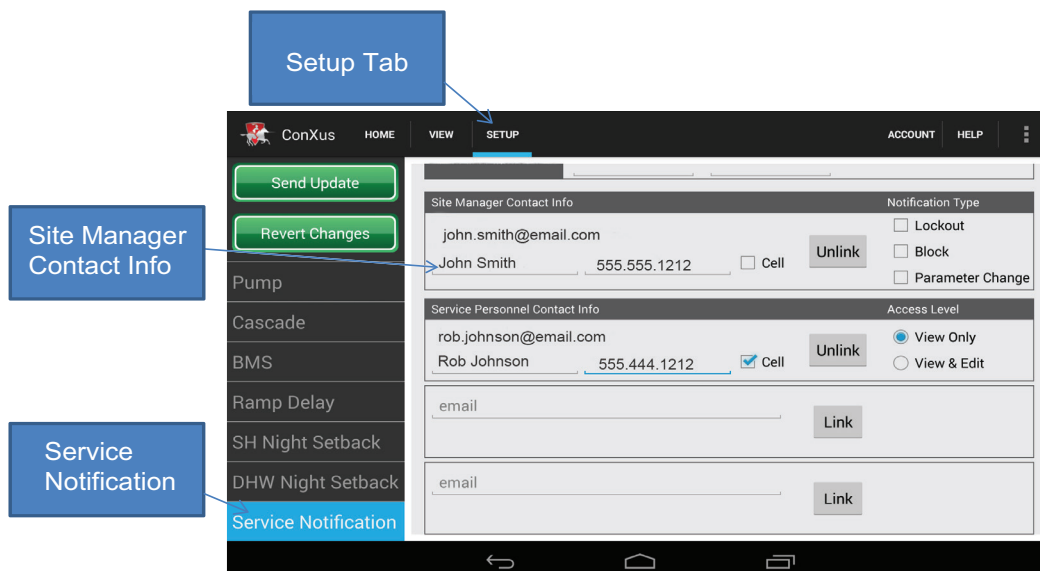 Setup Tab
ConXus
HOME
VIEW
SETUP
ACCOUNT
HELP
Send Update
Revert Changes
Site Manager
Contact Info
Pump
Cascade
BMS
Ramp Delay
SH Night Setback
DHW Night Setback
Service
Notification
Service Notification
Site Manager Contact Info
Notification Type
john.smith@email.com
John Smith
555.555.1212
Cell
Unlink
Lockout
Block
Parameter Change
Service Personnel Contact Info
Access Level
rob.johnson@email.com
Rob Johnson
555.444.1212
Cell
Unlink
View Only
View & Edit
email
Link
email
Link